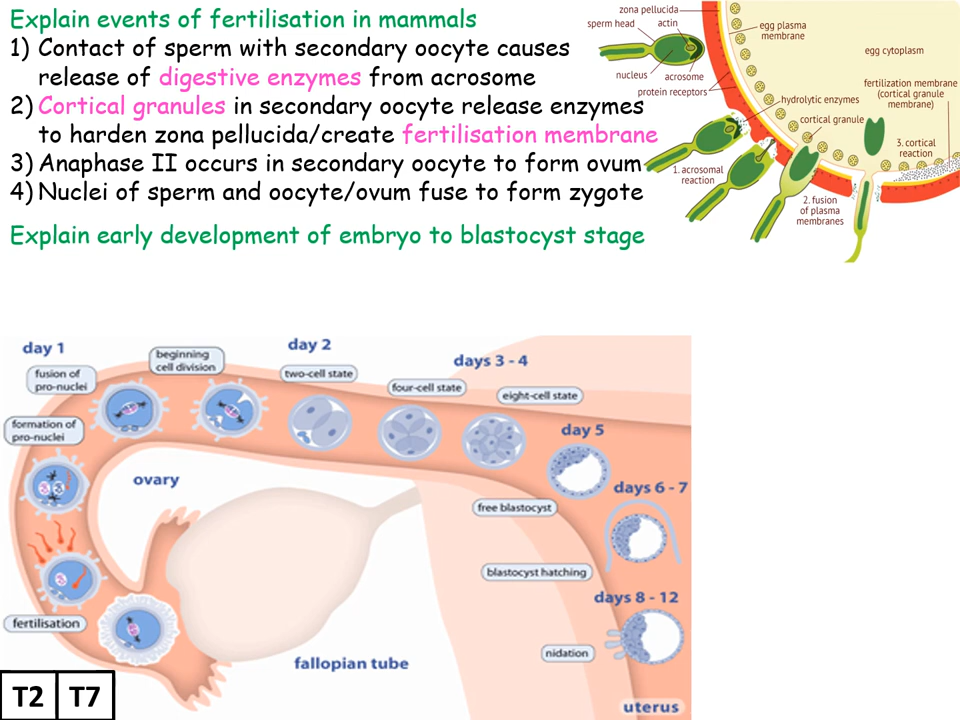 Explain events of fertilisation in mammals
1) Contact of sperm with secondary oocyte causes
release of digestive enzymes from acrosome
2) Cortical granules in secondary oocyte release enzymes
to harden zona pellucida/create fertilisation membrane
3) Anaphase II occurs in secondary oocyte to form ovum
4) Nuclei of sperm and oocyte/ovum fuse to form zygote
Explain early development of embryo to blastocyst stage
zona pellucida
sperm head
actin
egg plasma
membrane
egg cytoplasm
nucleus
acrosome
protein receptors
fertilization membrane
(cortical granule
membrane)
hydrolytic enzymes
cortical granule
3. cortical
reaction
1. acrosomal
reaction
2. fusion
of plasma
membranes
day 1
beginning
cell division
day 2
days 3 - 4
fusion of
pro-nuclei
two-cell state
four-cell state
eight-cell state
formation of
pro-nuclei
day 5
ovary
days 6 - 7
free blastocyst
blastocyst hatching
days 8 - 12
fertilisation
nidation
fallopian tube
uterus
T2 T7